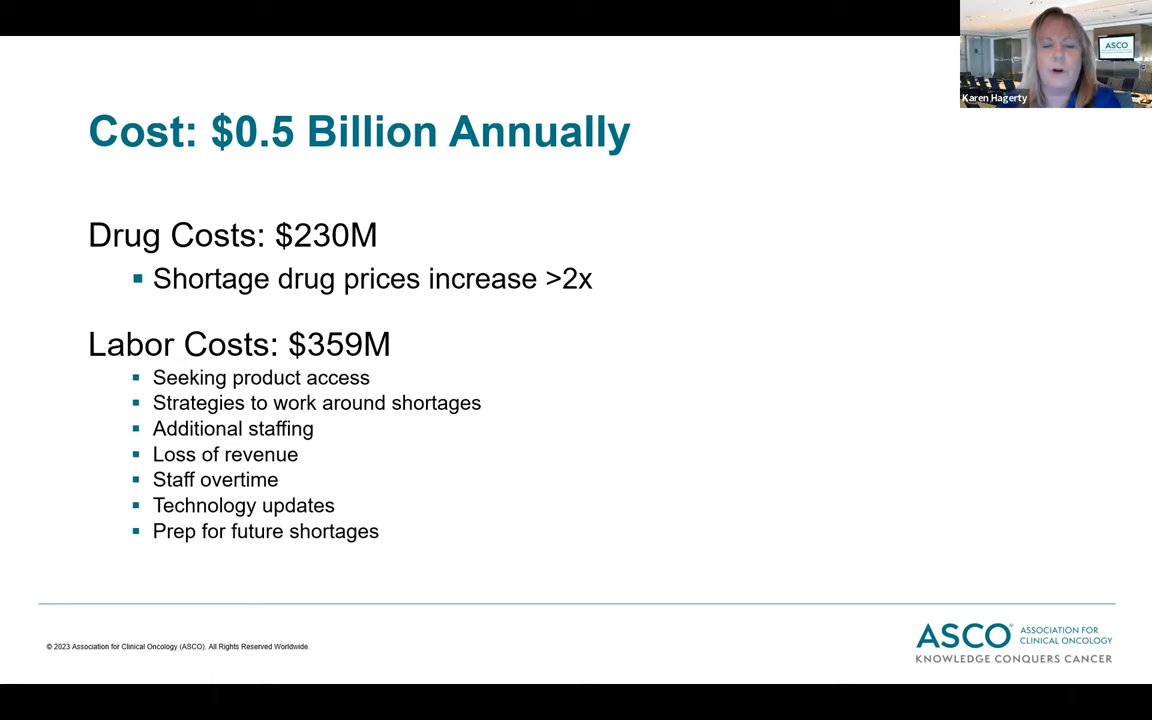 ASCO
Karen Hagerty
Cost: $0.5 Billion Annually
Drug Costs: $230M
▪ Shortage drug prices increase >2x
Labor Costs: $359M
▪ Seeking product access
▪ Strategies to work around shortages
▪ Additional staffing
▪ Loss of revenue
▪ Staff overtime
▪ Technology updates
▪ Prep for future shortages
© 2023 Association for Clinical Oncology (ASCO). All Rights Reserved Worldwide.
ASCO® ASSOCIATION FOR
CLINICAL ONCOLOGY
KNOWLEDGE CONQUERS CANCER